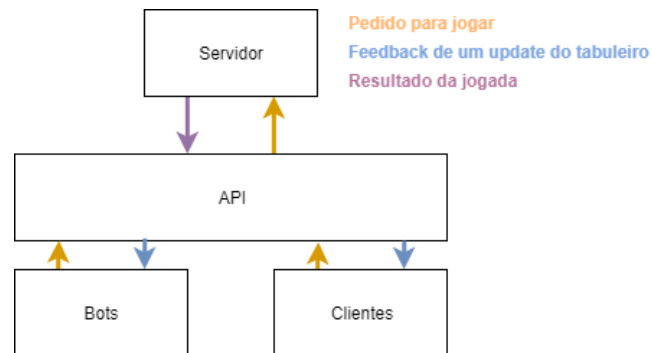 Pedido para jogar
Feedback de um update do tabuleiro
Resultado da jogada
Servidor
API
Bots
Clientes